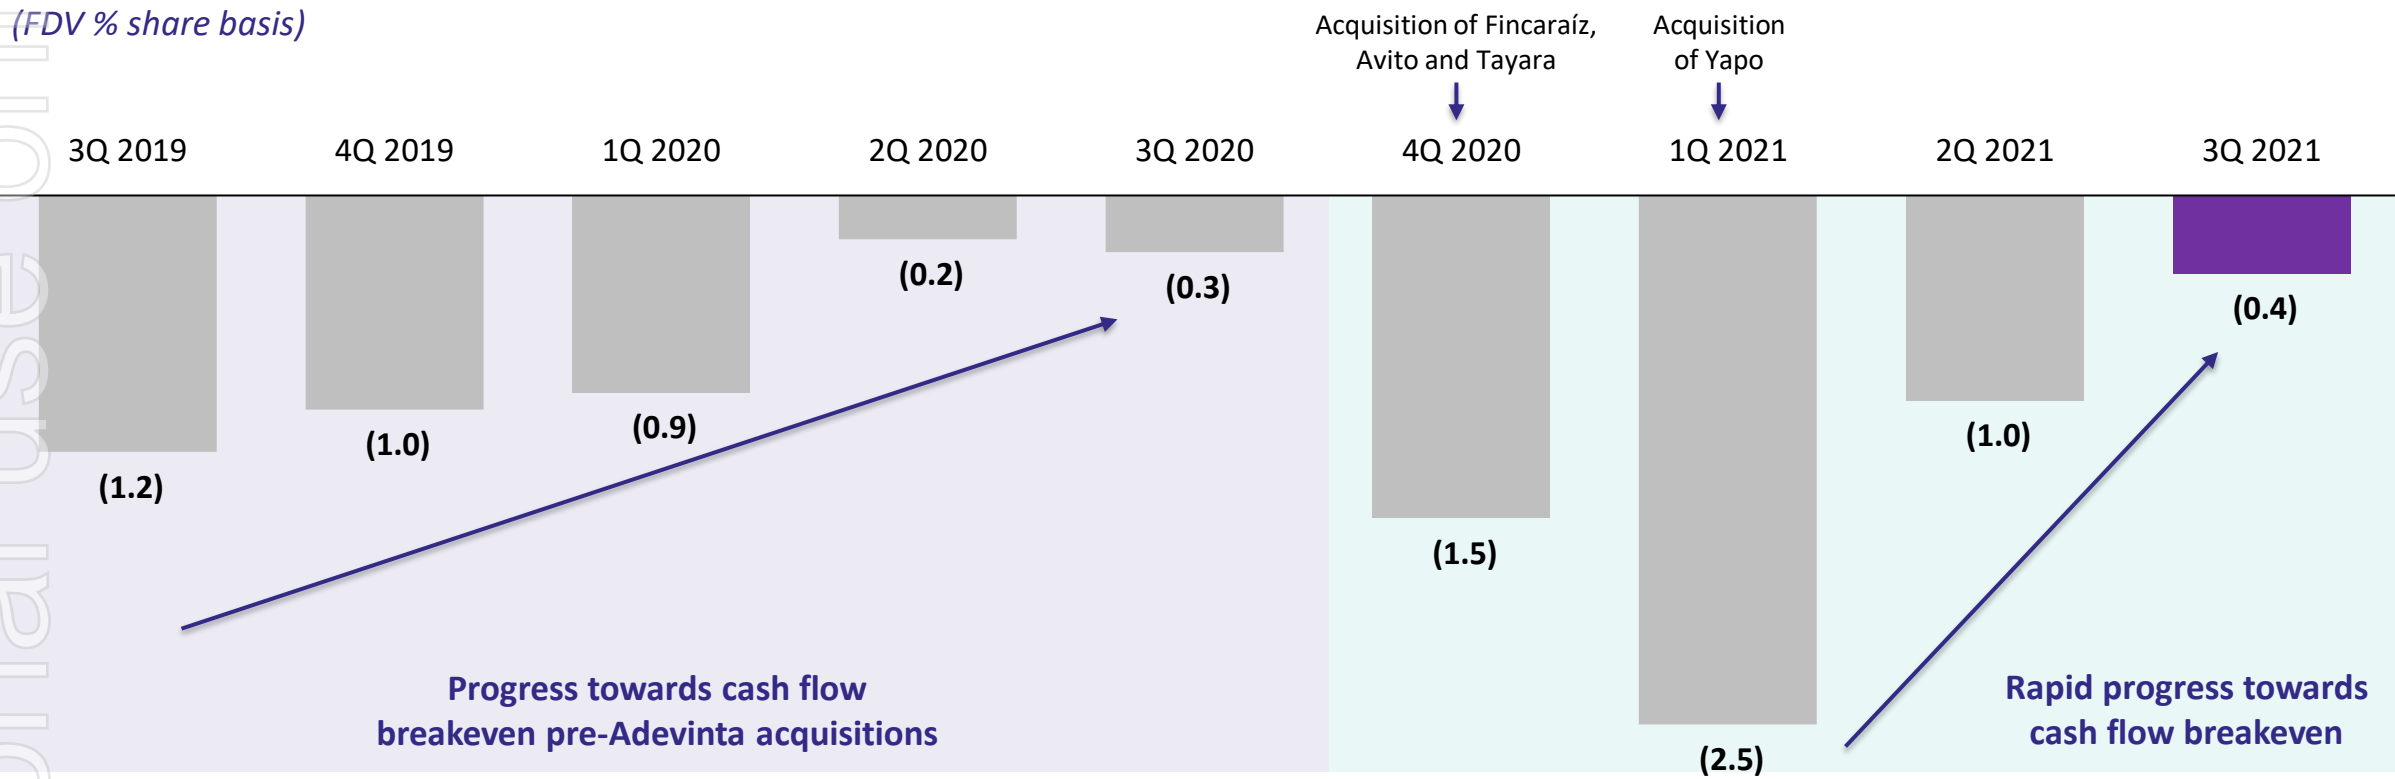 (FDV % share basis)
Acquisition of Fincaraíz,
Avito and Tayara
Acquisition
of Yapo
3Q 2019 4Q 2019 1Q 2020 2Q 2020 3Q 2020 4Q 2020 1Q 2021 2Q 2021 3Q 2021
(0.2)
(0.3)
(0.4)
(0.9)
(1.0)
(1.0)
(1.2)
(1.5)
(2.5)
Progress towards cash flow
breakeven pre-Adevinta acquisitions
Rapid progress towards
cash flow breakeven
use